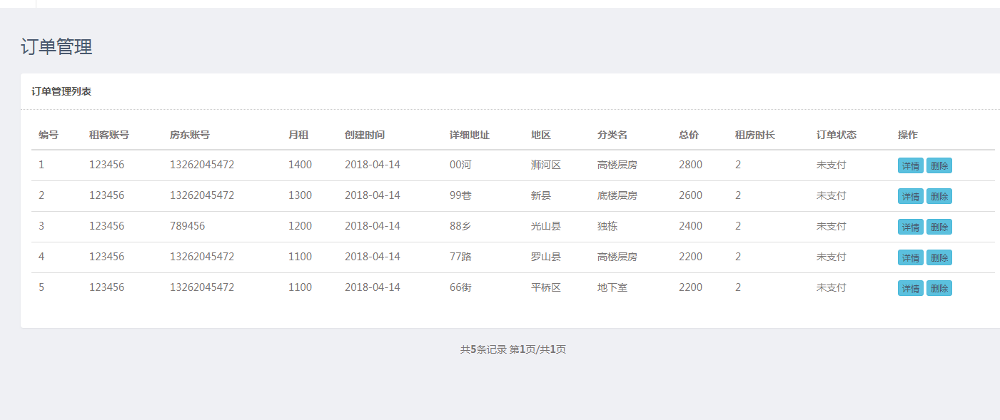 订单管理
订单管理列表
编号 租客账号 房东账号 月租 创建时间 详细地址 地区 分类名 总价 租房时长 订单状态 操作
1 123456 13262045472 1400 2018-04-14 00河 浉河区 高楼层房 2800 2 未支付 详情 删除
2 123456 13262045472 1300 2018-04-14 99巷 新县 底楼层房 2600 2 未支付 详情 删除
3 123456 789456 1200 2018-04-14 88乡 光山县 独栋 2400 2 未支付 详情 删除
4 123456 13262045472 1100 2018-04-14 77路 罗山县 高楼层房 2200 2 未支付 详情 删除
5 123456 13262045472 1100 2018-04-14 66街 平桥区 地下室 2200 2 未支付 详情 删除
共5条记录 第1页/共1页